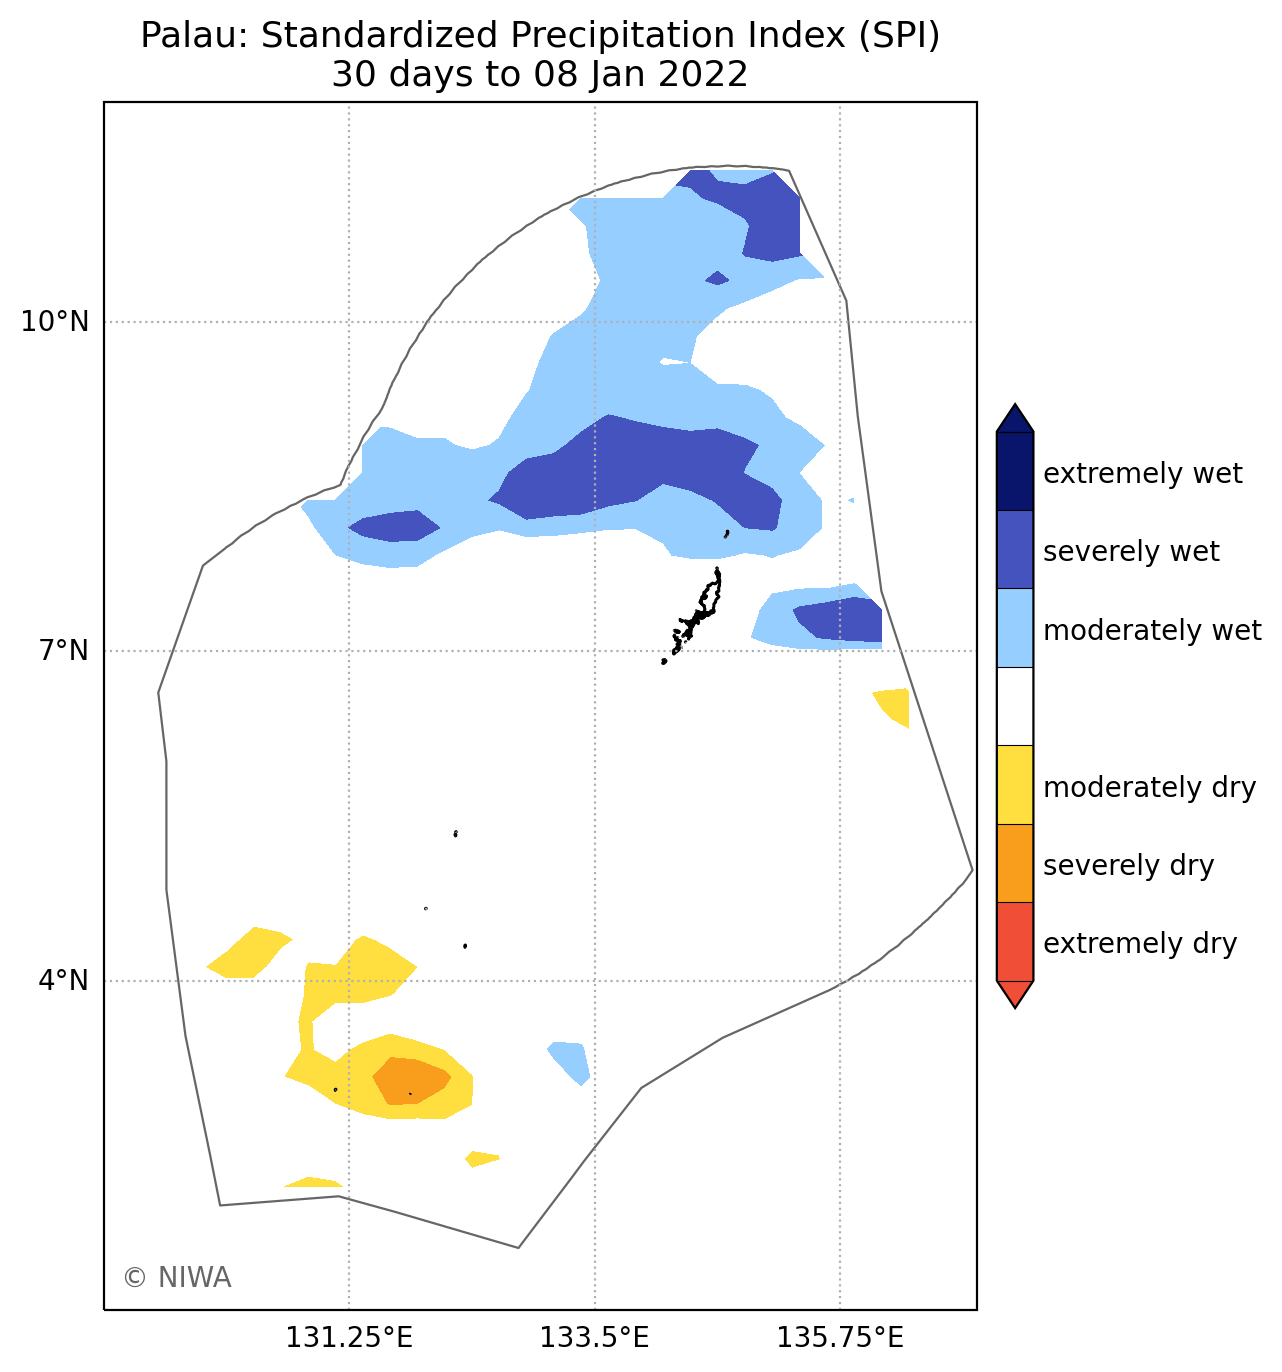 Palau: Standardized Precipitation Index (SPI)
30 days to 08 Jan 2022
10°N
7°N
4°N
131.25°E
133.5°E
135.75°E
extremely wet
severely wet
moderately wet
moderately dry
severely dry
extremely dry
© NIWA